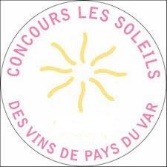 CONCOURS LES SOLEILS
DES VINS DE PAYS DU VAR